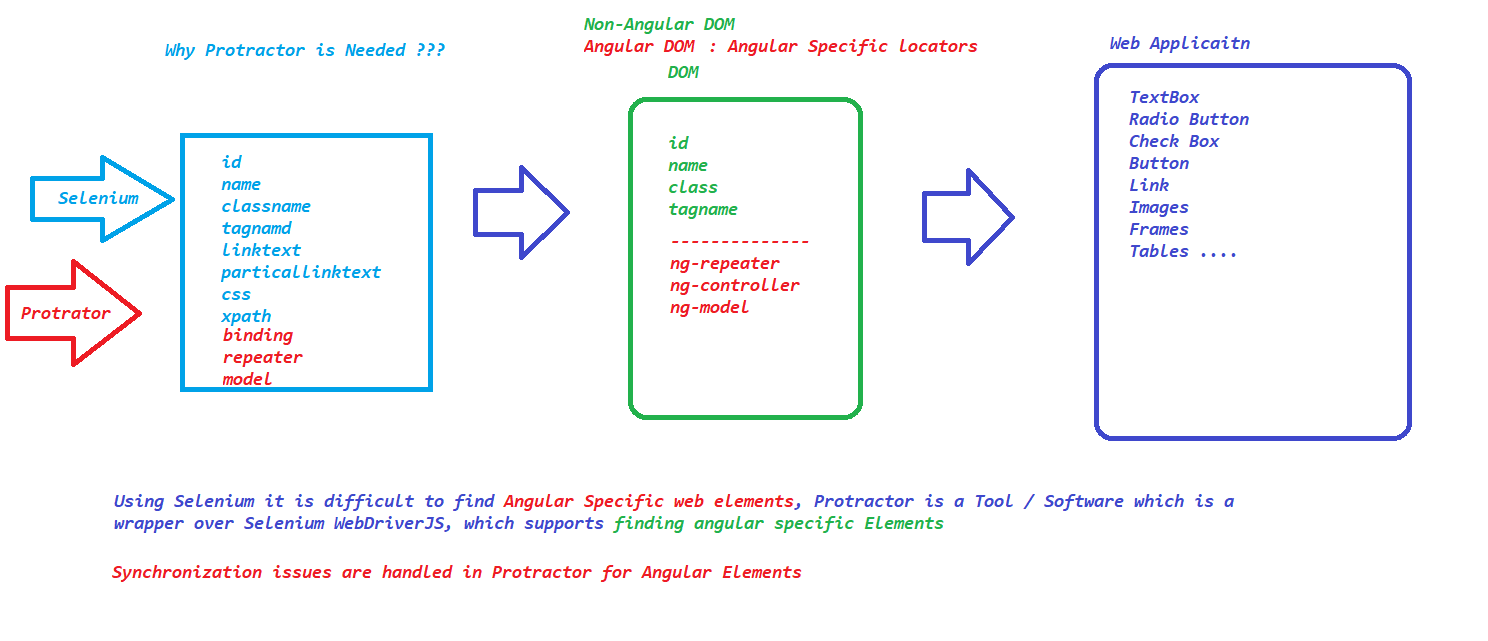 Why Protractor is Needed ???
Selenium
Protrator
id
name
classname
tagnamd
linktext
particallinktext
css
xpath
binding
repeater
model
Non-Angular DOM
Angular DOM : Angular Specific locators
DOM
id
name
class
tagname
--------------
ng-repeater
ng-controller
ng-model
Web Applicaitn
TextBox
Radio Button
Check Box
Button
Link
Images
Frames
Tables ....
Using Selenium it is difficult to find Angular Specific web elements, Protractor is a Tool / Software which is a
wrapper over Selenium WebDriverJS, which supports finding angular specific Elements
Synchronization issues are handled in Protractor for Angular Elements